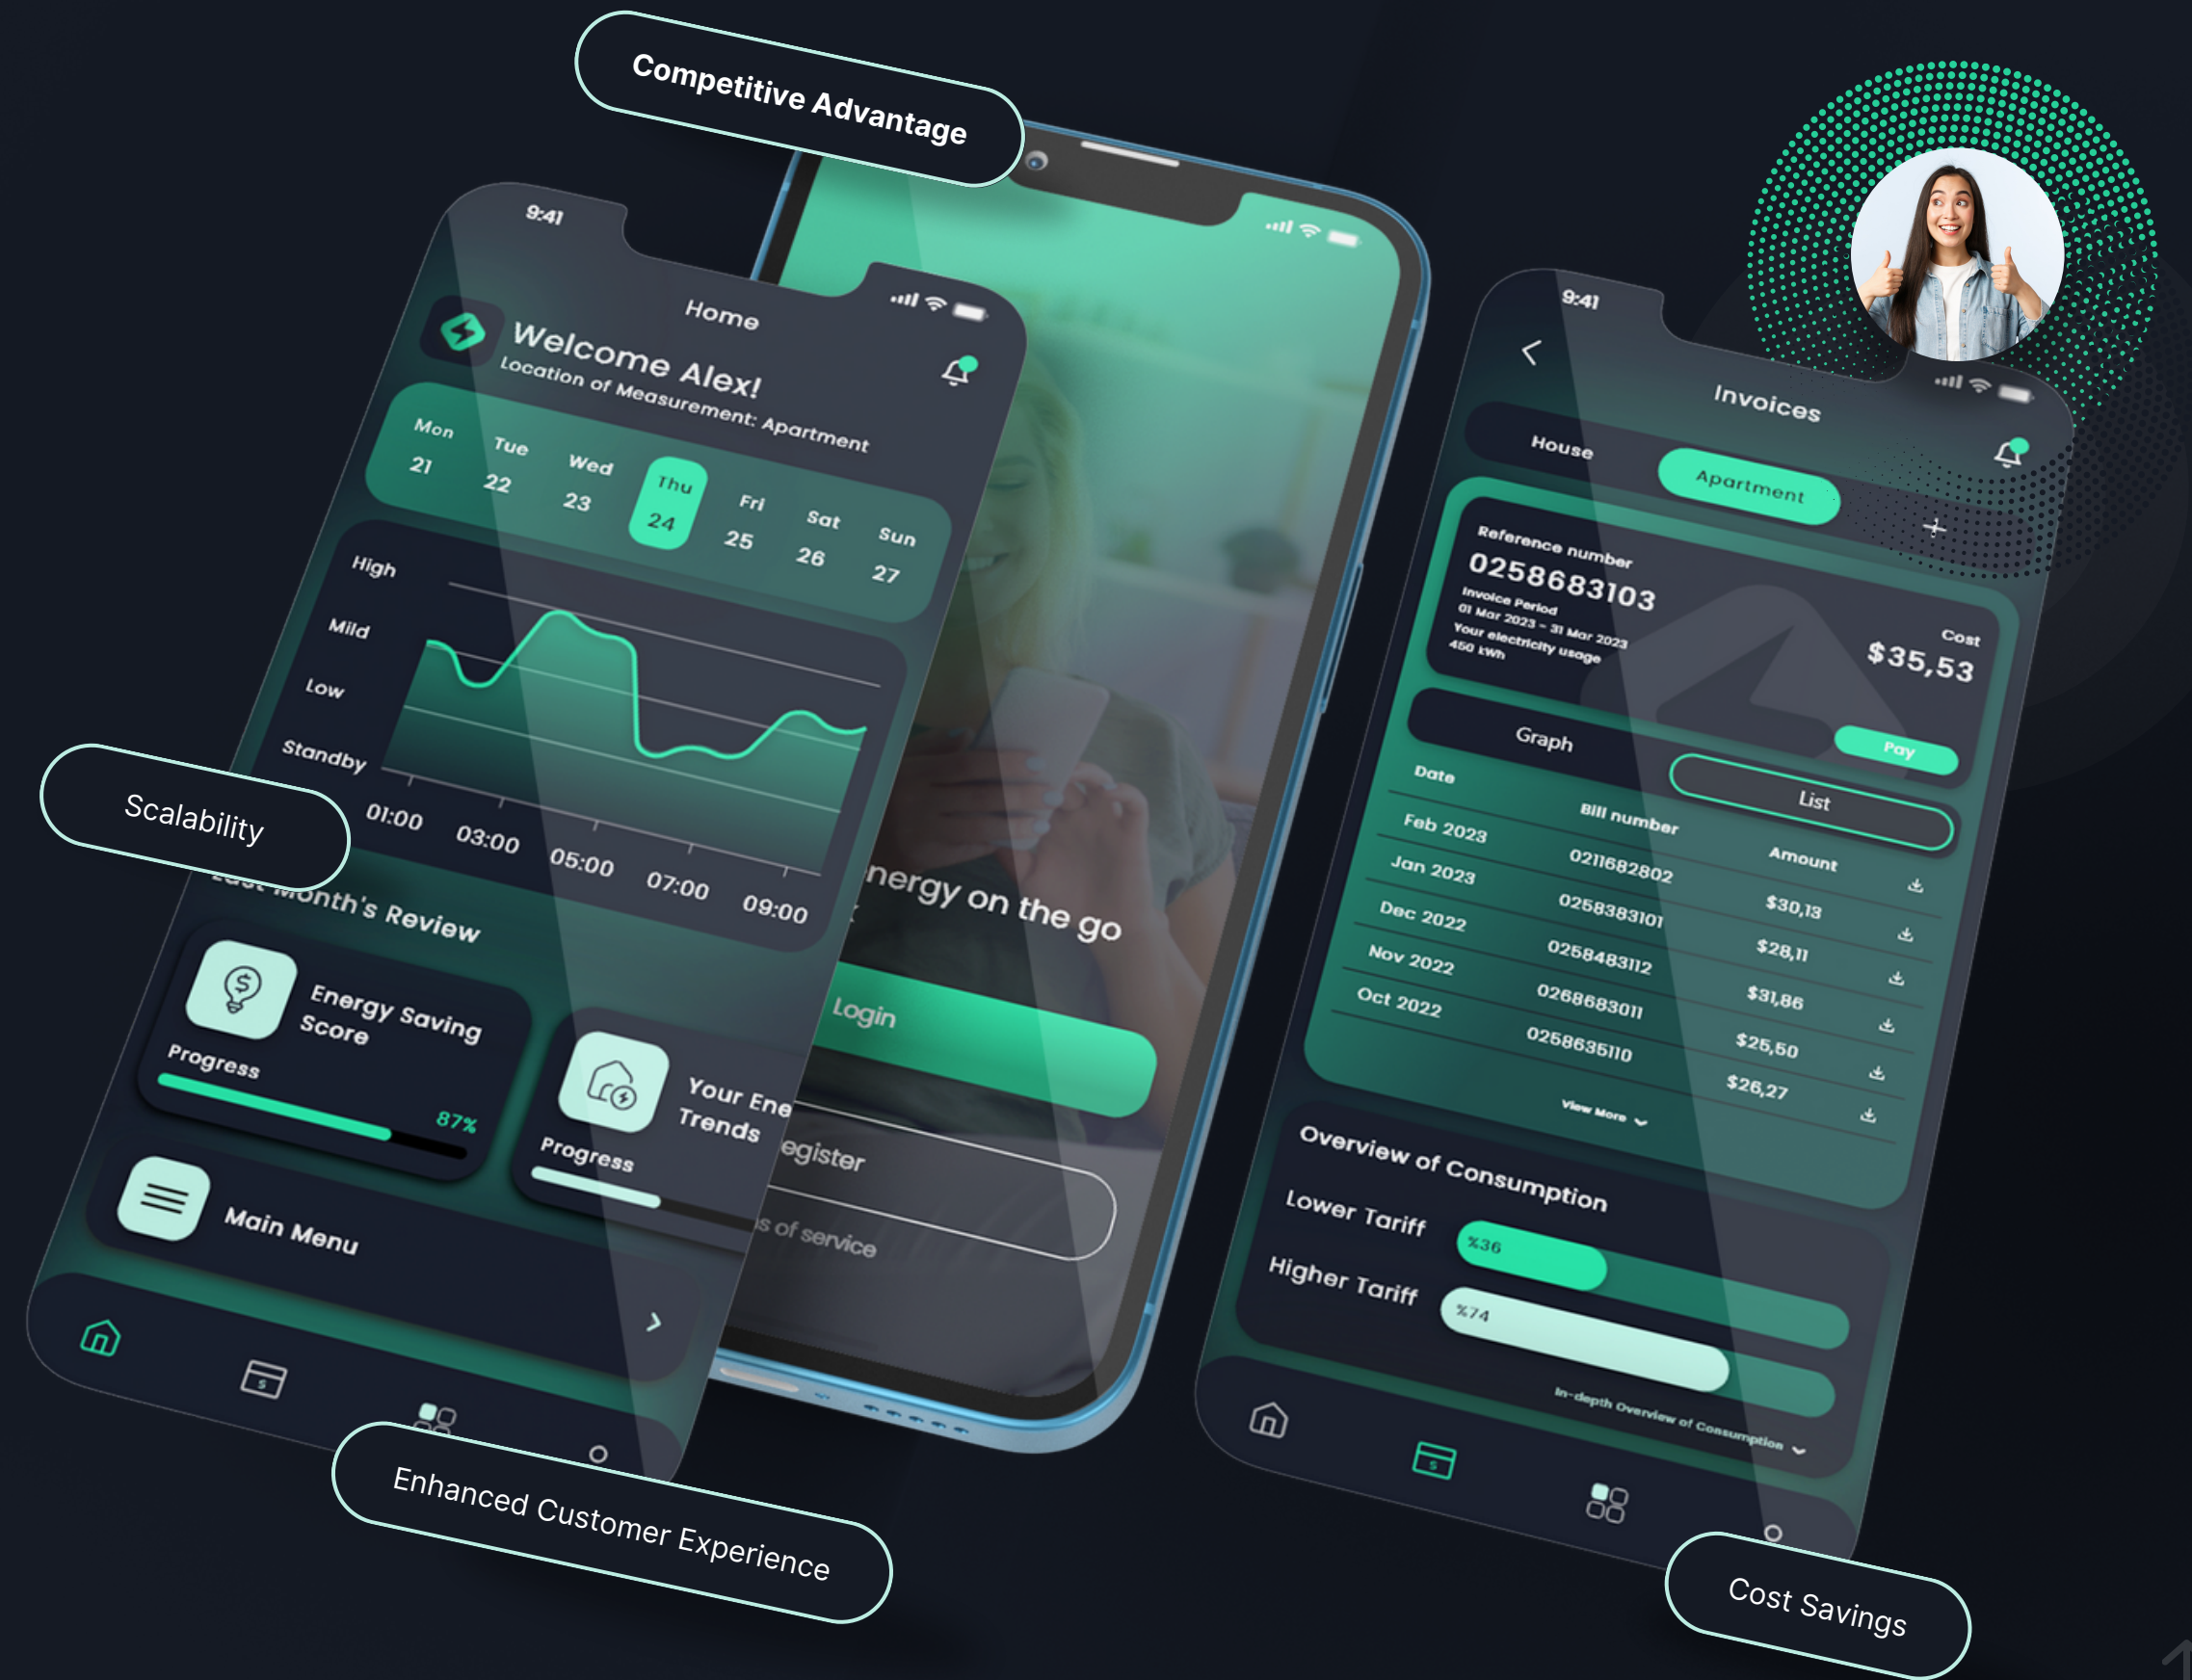 Competitive Advantage
9:41
Home
Welcome Alex!
Location of Measurement: Apartment
Mon Tue Wed Thu Fri Sat Sun
21 22 23 24 25 26 27
High
Mild
Low
Standby
01:00 03:00 05:00 07:00 09:00
Scalability
Month's Review
Energy Saving
Score
Progress
87%
Your Ene
Trends
Progress
Main Menu
Enhanced Customer Experience
nergy on the go
Login
egister
s of service
9:41
Invoices
House
Apartment
+
Reference number
0258683103
Invoice Period
01 Mar 2023 - 31 Mar 2023
Your electricity usage
450 kWh
Cost
$35,53
Pay
Graph
List
Date Bill number Amount
Feb 2023 0211682802 $30,13
Jan 2023 0258383101 $28,11
Dec 2022 0258483112 $31,86
Nov 2022 0268683011 $25,50
Oct 2022 0258635110 $26,27
View More
Overview of Consumption
Lower Tariff
%36
Higher Tariff
%74
In-depth Overview of Consumption
Cost Savings